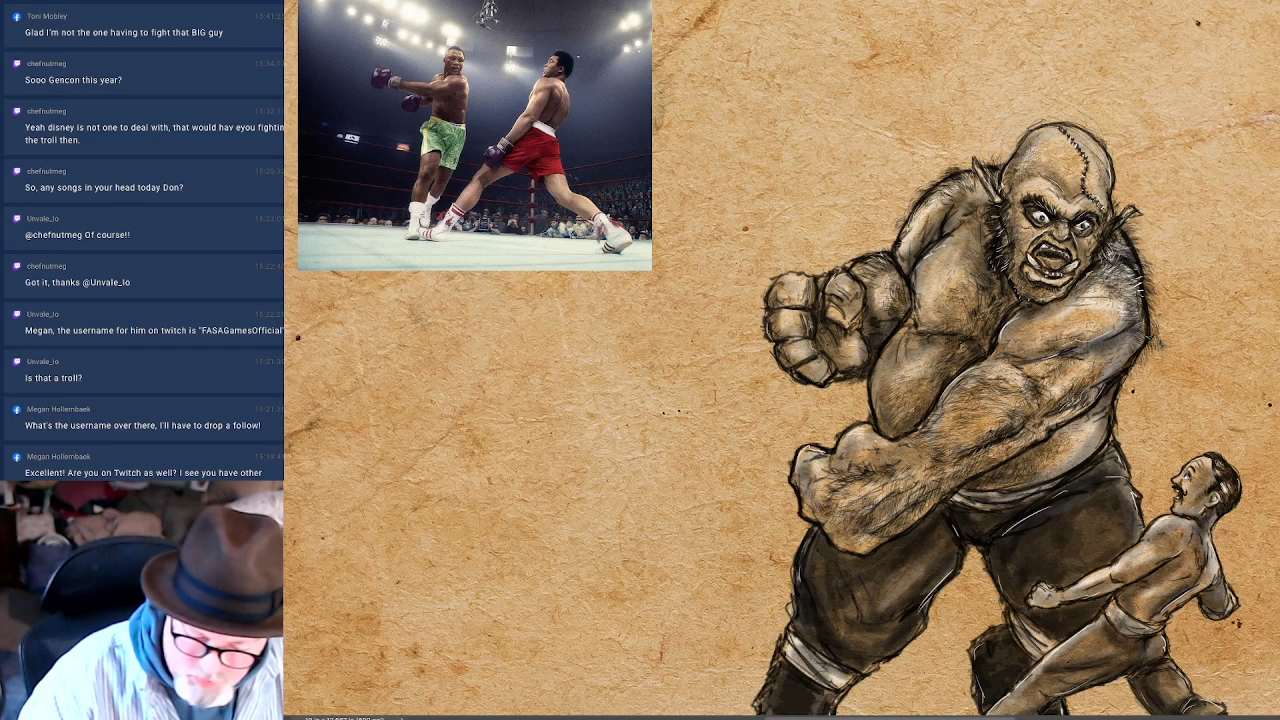 Toni Mobley
Glad I'm not the one having to fight that BIG guy
chefnutmeg
Sooo Gencon this year?
chefnutmeg
Yeah disney is not one to deal with, that would hav eyou fightin
the troll then.
chefnutmeg
So, any songs in your head today Don?
Unvale_Io
@chefnutmeg Of course!!
chefnutmeg
Got it, thanks @Unvale_Io
Unvale_Io
Megan, the username for him on twitch is "FASAGamesOfficial"
Unvale_Io
Is that a troll?
Megan Hollembaek
What's the username over there, I'll have to drop a follow!
Megan Hollembaek
Excellent! Are you on Twitch as well? I see you have other